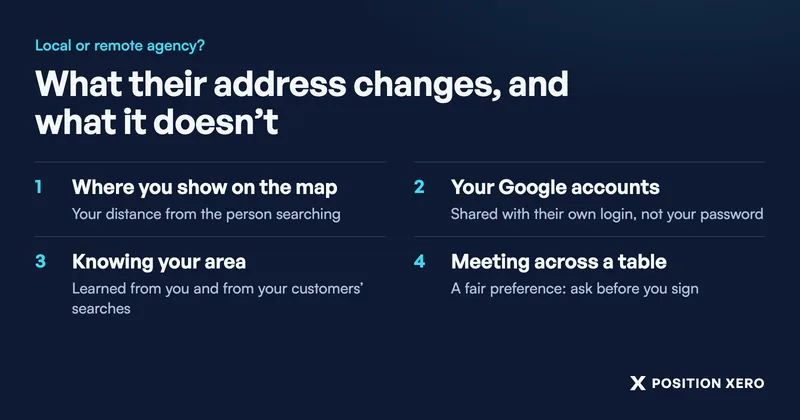 Local or remote agency?
What their address changes, and
what it doesn’t
1 Where you show on the map
Your distance from the person searching
2 Your Google accounts
Shared with their own login, not your password
3 Knowing your area
Learned from you and from your customers’
searches
4 Meeting across a table
A fair preference: ask before you sign
X POSITION XERO